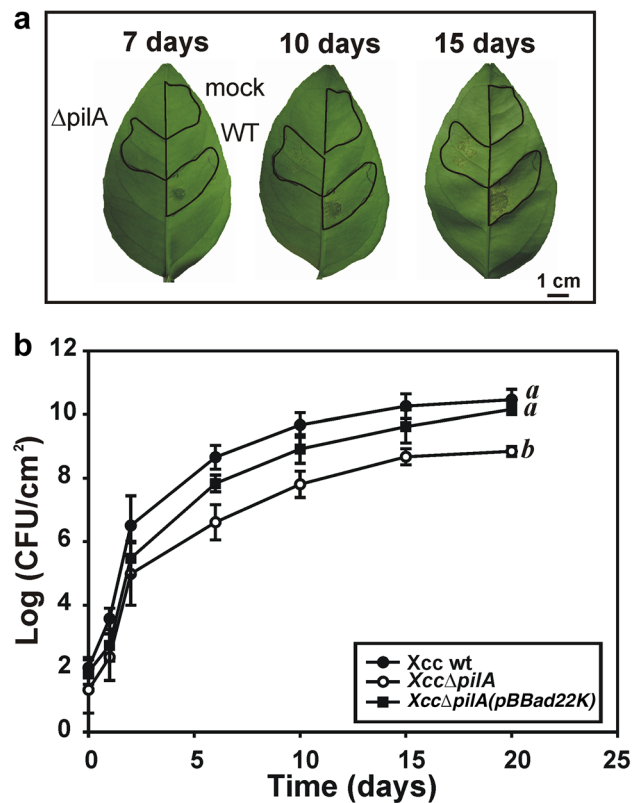 a
7 days 10 days 15 days
mock
ΔpilA
WT
1 cm
b
12
10
8
6
4
2
0
Log (CFU/cm²)
a
a
b
Xcc wt
XccΔpilA
XccΔpilA(pBBad22K)
0 5 10 15 20 25
Time (days)